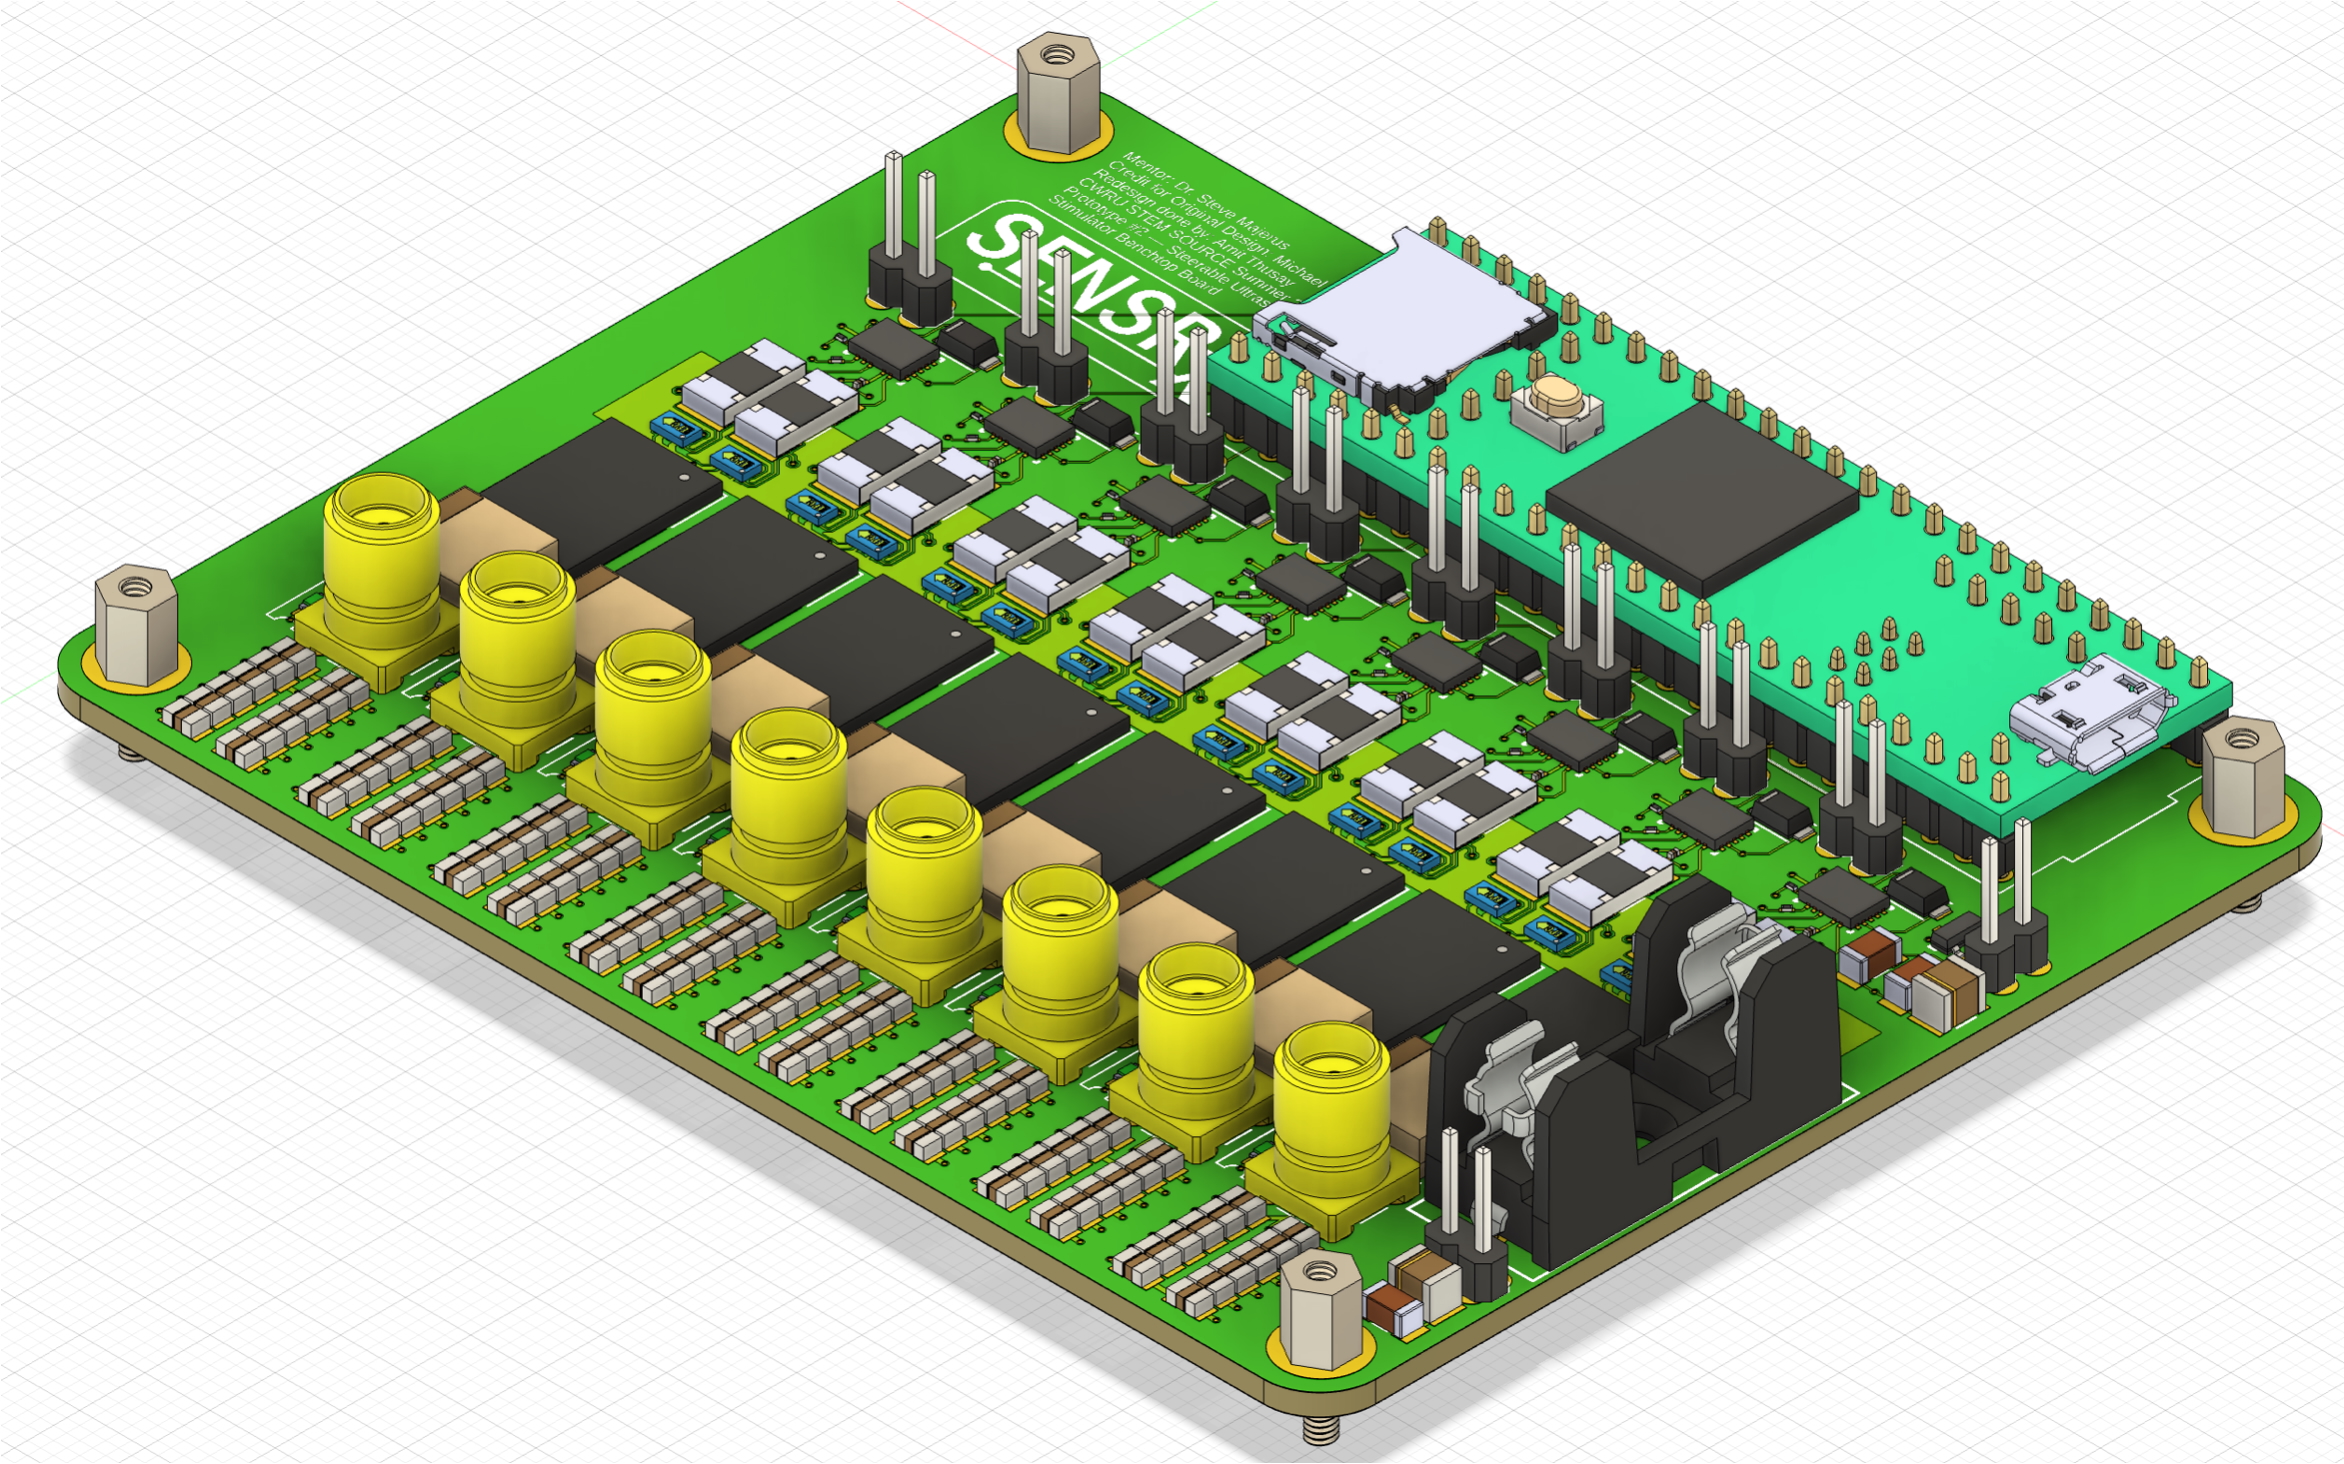 Mentor: Dr. Steve Majerus
Credit for Original Design: Michael
Redesign done by: Amit Thusay
CWRU STEM SOURCE Summer
Prototype #2 — Steerable Ultras
Stimulator Benchtop Board
SENSR